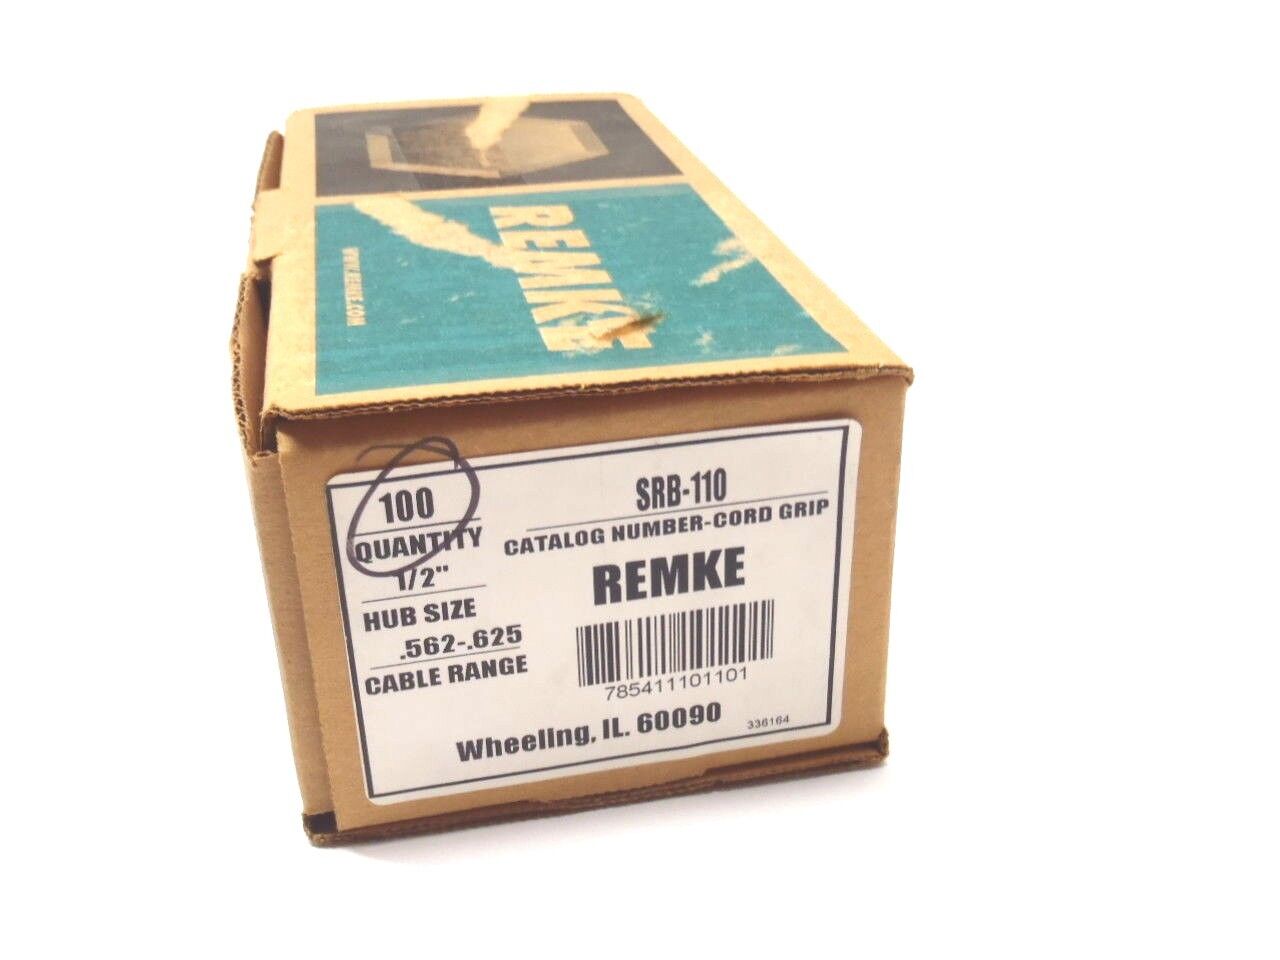 REMKE
WWW.REMKE.COM
100
QUANTITY
1/2"
HUB SIZE
.562-.625
CABLE RANGE
SRB-110
CATALOG NUMBER-CORD GRIP
REMKE
785411101101
Wheeling, IL. 60090
336164